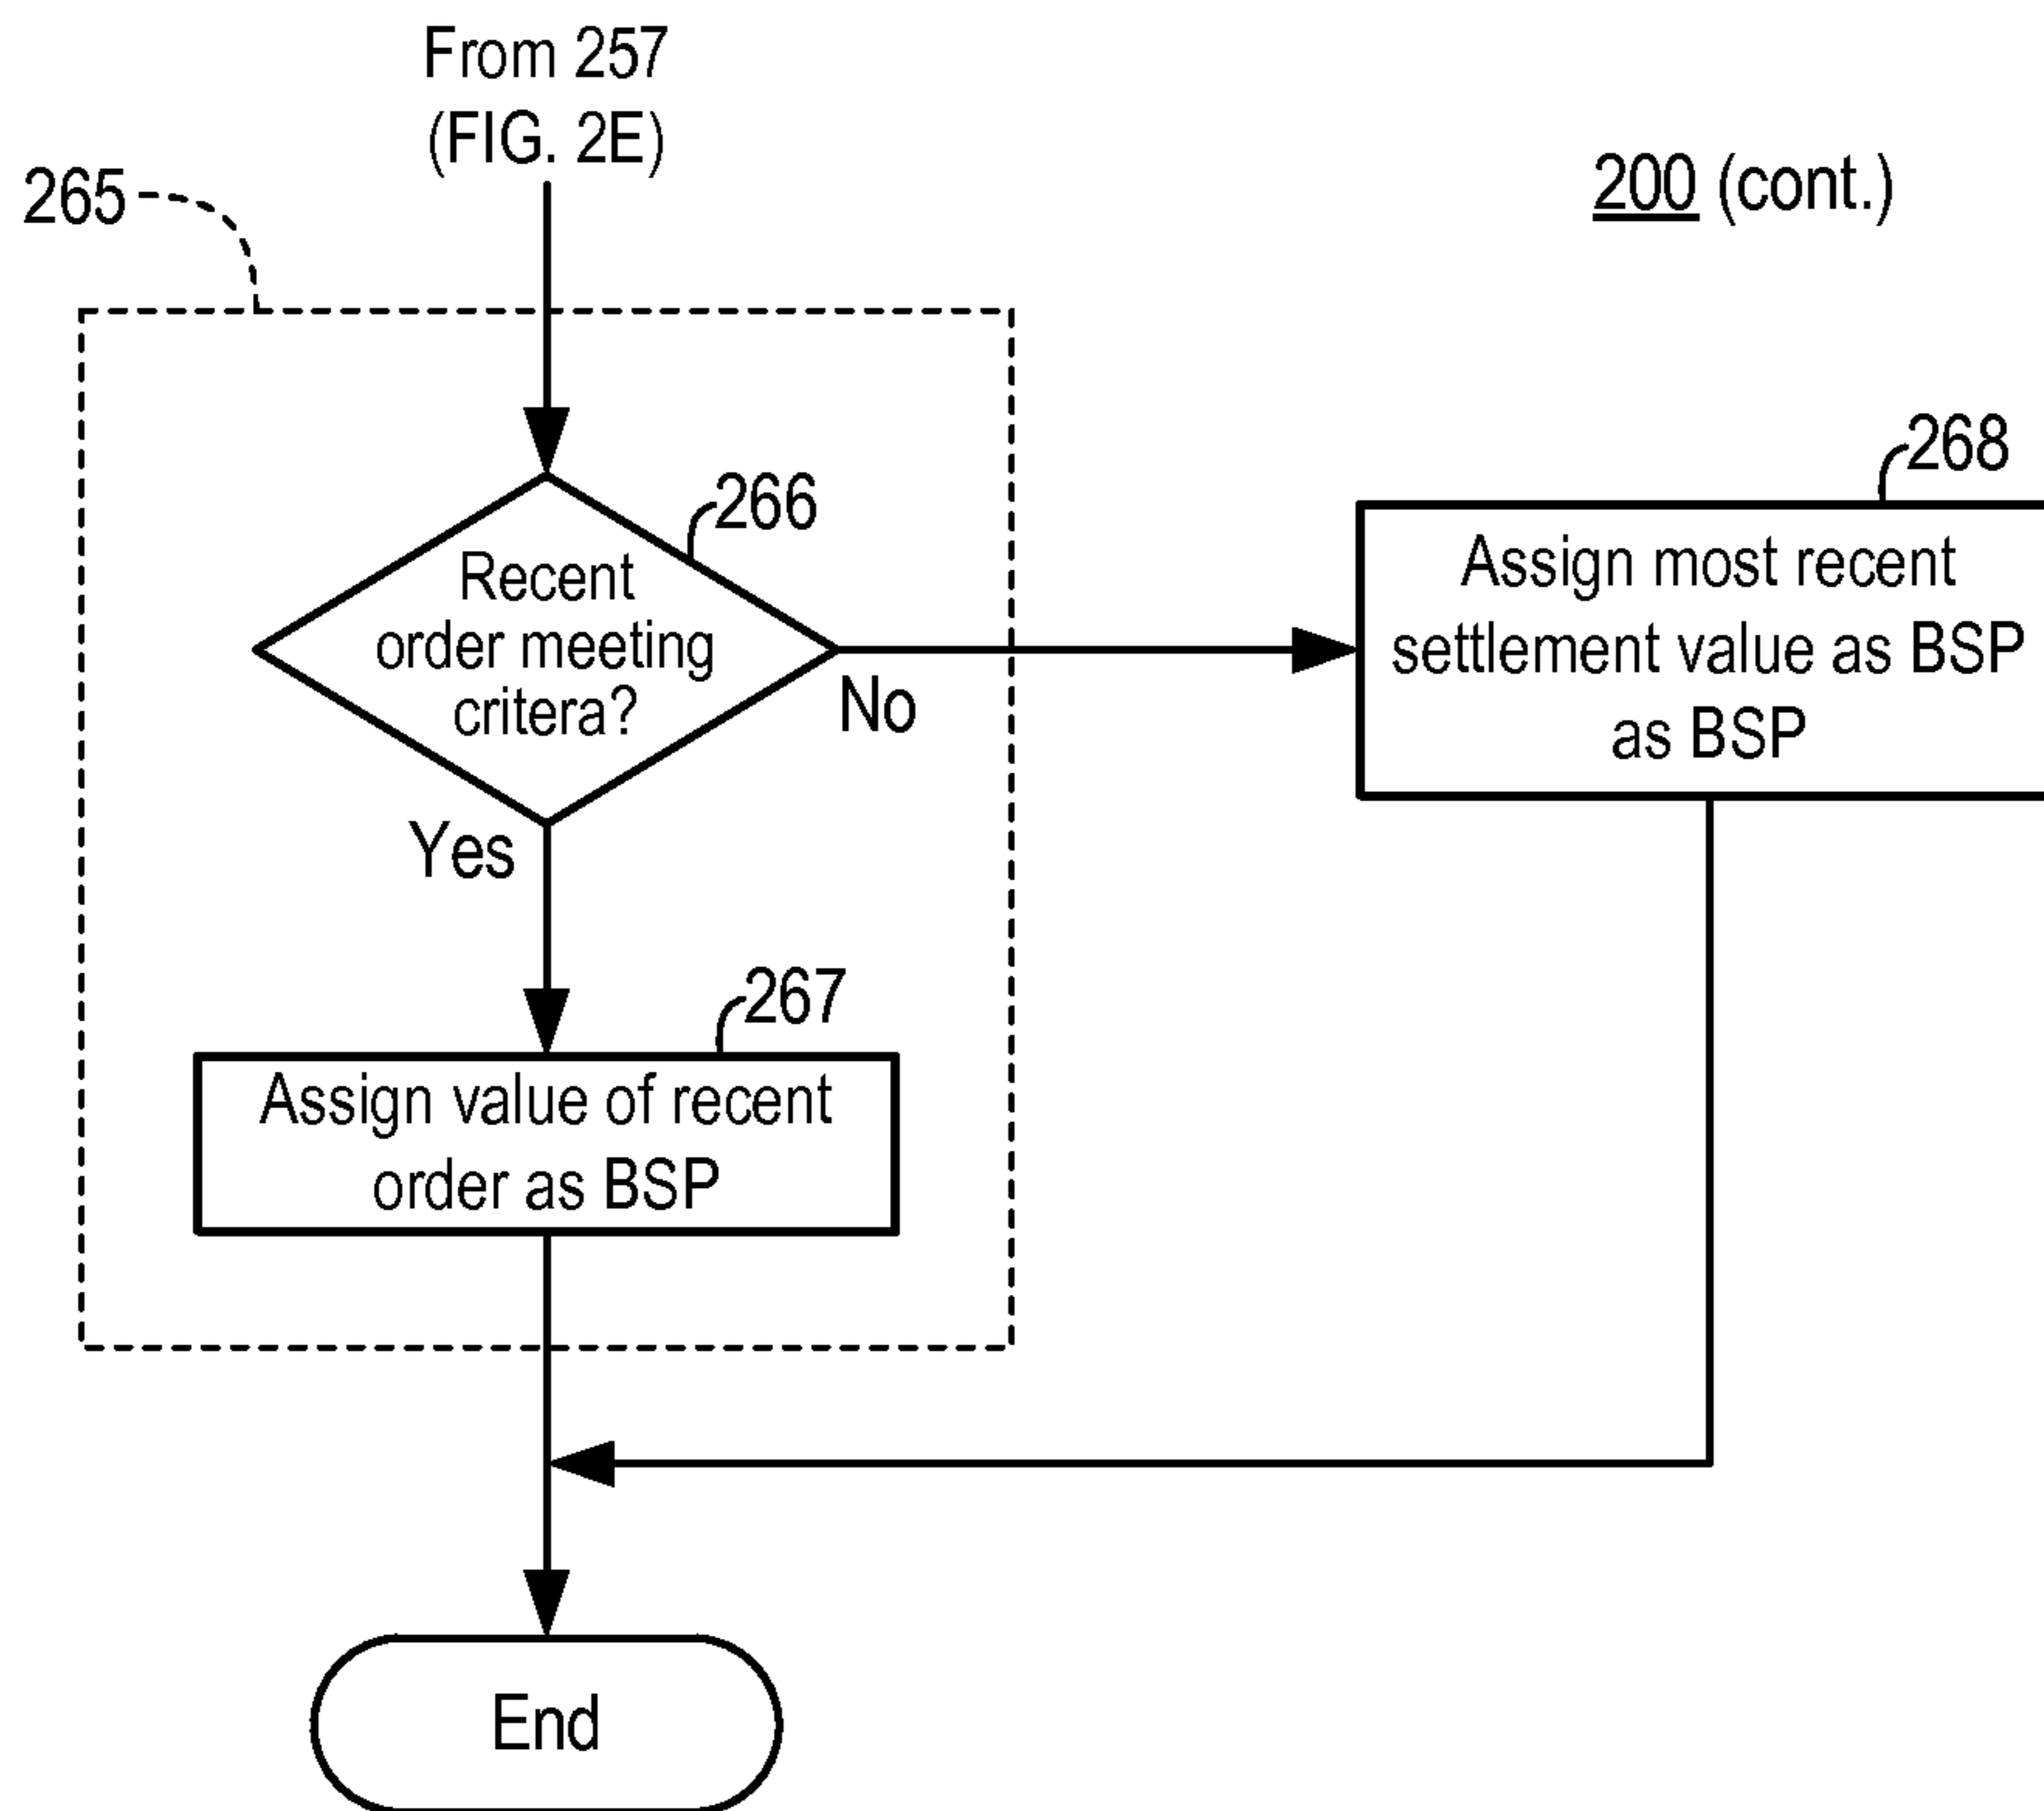 From 257
(FIG. 2E)
265
200 (cont.)
266
Recent
order meeting
critera?
No
Yes
268
Assign most recent
settlement value as BSP
as BSP
267
Assign value of recent
order as BSP
End